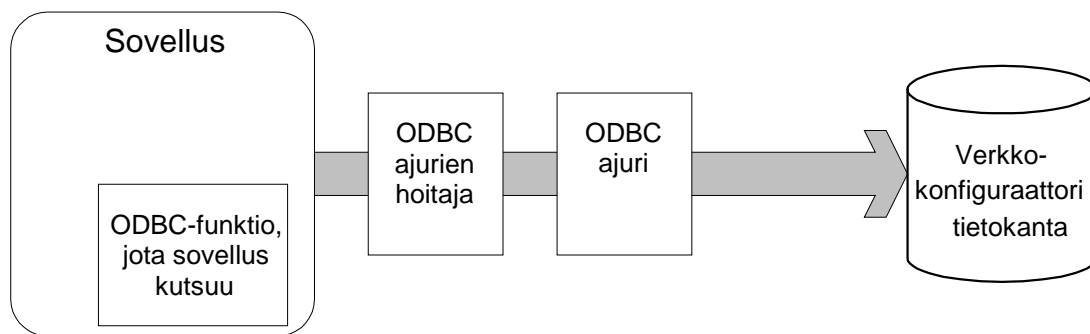 Sovellus
ODBC-funktio,
jota sovellus
kutsuu
ODBC
ajurien
hoitaja
ODBC
ajuri
Verkko-
konfiguraattori
tietokanta